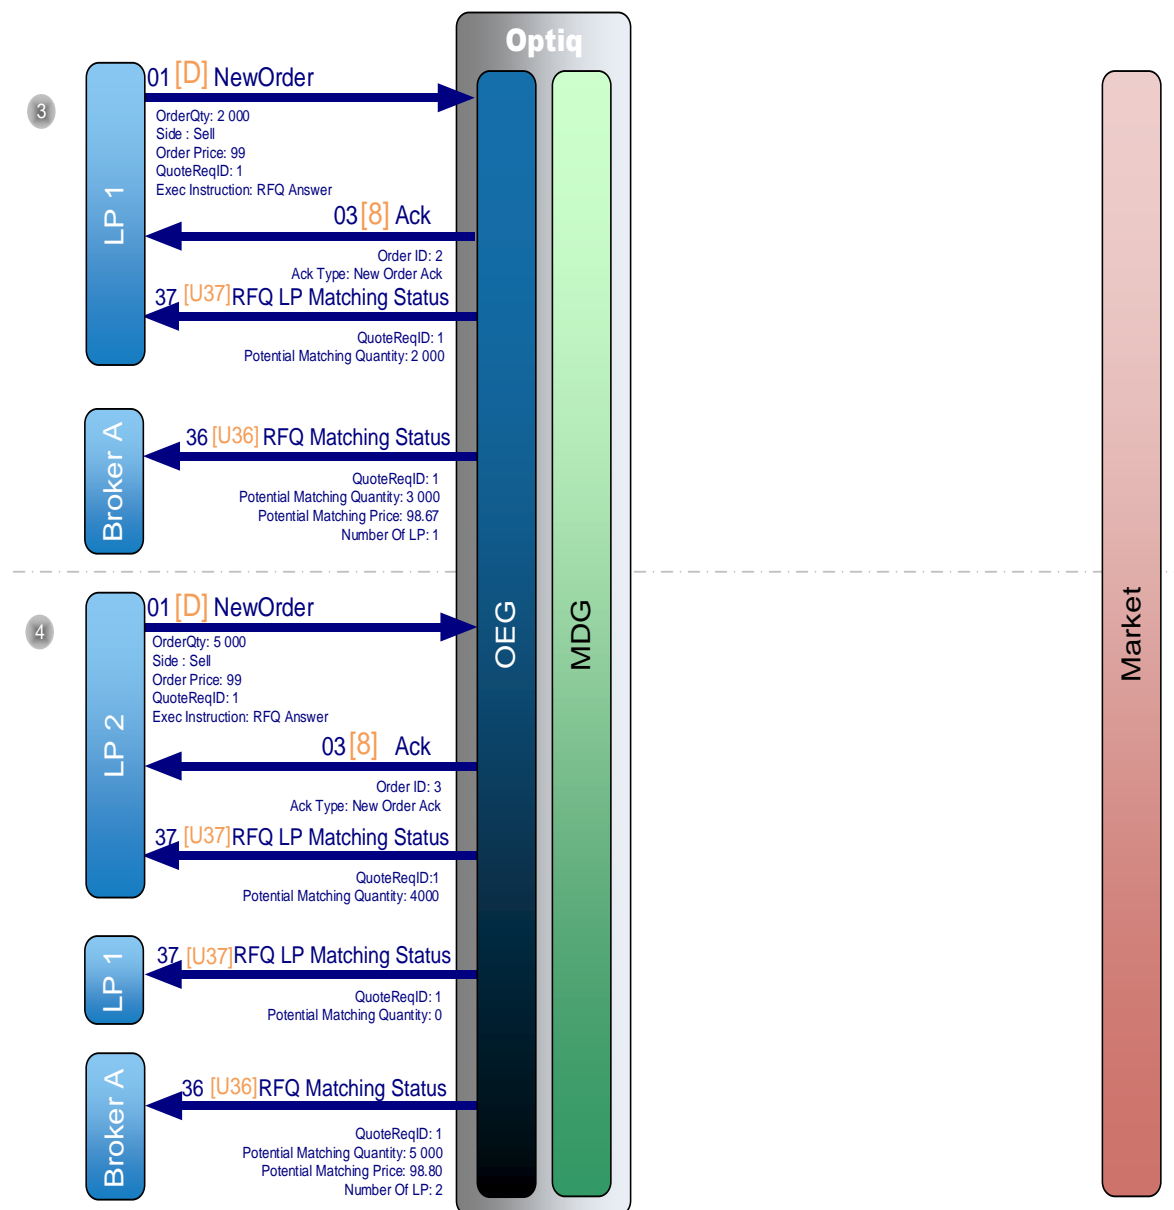 Optiq
3
LP 1
01 [D] NewOrder
OrderQty: 2 000
Side : Sell
Order Price: 99
QuoteReqID: 1
Exec Instruction: RFQ Answer
03 [8] Ack
Order ID: 2
Ack Type: New Order Ack
37 [U37] RFQ LP Matching Status
QuoteReqID: 1
Potential Matching Quantity: 2 000
Broker A
36 [U36] RFQ Matching Status
QuoteReqID: 1
Potential Matching Quantity: 3 000
Potential Matching Price: 98.67
Number Of LP: 1
OEG
MDG
Market
4
LP 2
01 [D] NewOrder
OrderQty: 5 000
Side : Sell
Order Price: 99
QuoteReqID: 1
Exec Instruction: RFQ Answer
03 [8] Ack
Order ID: 3
Ack Type: New Order Ack
37 [U37] RFQ LP Matching Status
QuoteReqID:1
Potential Matching Quantity: 4000
LP 1
37 [U37] RFQ LP Matching Status
QuoteReqID: 1
Potential Matching Quantity: 0
Broker A
36 [U36] RFQ Matching Status
QuoteReqID: 1
Potential Matching Quantity: 5 000
Potential Matching Price: 98.80
Number Of LP: 2